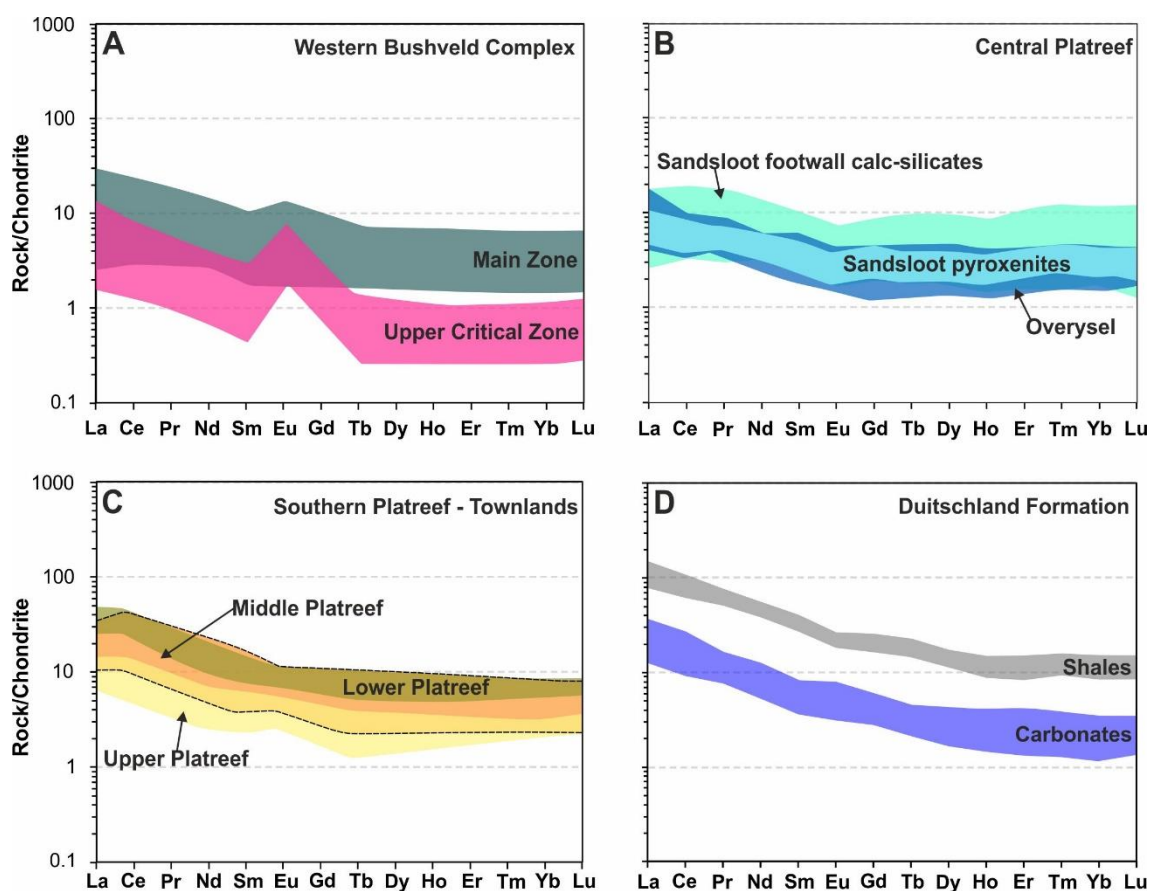 A
Western Bushveld Complex
Rock/Chondrite
1000
100
10
1
0.1
Main Zone
Upper Critical Zone
La Ce Pr Nd Sm Eu Gd Tb Dy Ho Er Tm Yb Lu
B
Central Platreef
Sandsloot footwall calc-silicates
Sandsloot pyroxenites
Overysel
La Ce Pr Nd Sm Eu Gd Tb Dy Ho Er Tm Yb Lu
C
Southern Platreef - Townlands
Rock/Chondrite
1000
100
10
1
0.1
Middle Platreef
Lower Platreef
Upper Platreef
La Ce Pr Nd Sm Eu Gd Tb Dy Ho Er Tm Yb Lu
D
Duitschland Formation
Shales
Carbonates
La Ce Pr Nd Sm Eu Gd Tb Dy Ho Er Tm Yb Lu